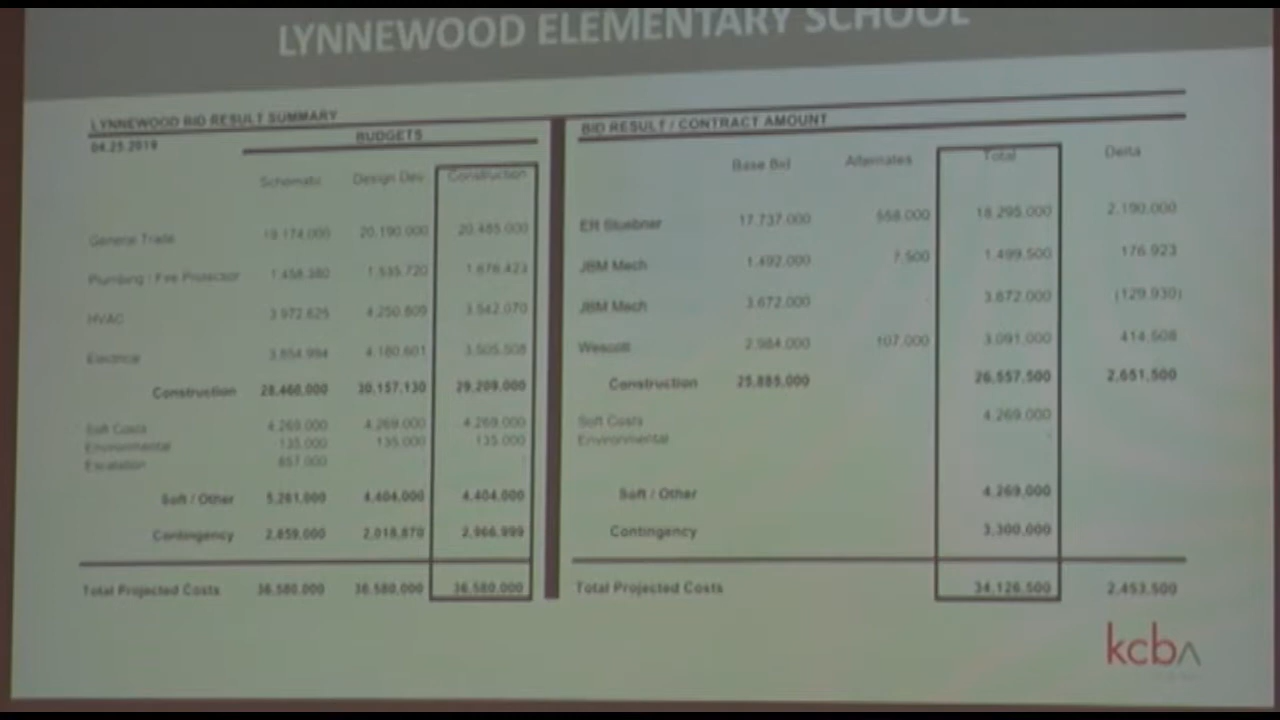 LYNNEWOOD ELEMENTARY SCHOOL
LYNNEWOOD BID RESULT SUMMARY
04.25.2019
BUDGETS
BID RESULT / CONTRACT AMOUNT
Schematic Design Dev Construction Base Bid Alternates Total Delta
General Trade 19.174.000 20.190.000 20.485.000 17.737.000 558.000 18.295.000 2.190.000
Plumbing / Fire Protection 1.535.720 1.676.423 JBM Mech 1.492.000 7.500 1.499.500 176.923
HVAC 3.972.625 4.250.809 3.542.070 JBM Mech 3.672.000 - 3.672.000 (129.930)
Electrical 3.854.994 4.180.601 3.505.508 Wescott 2.984.000 107.000 3.091.000 414.508
Construction 28.460.000 30.157.130 29.209.000 Construction 25.885.000 26.557.500 2.651.500
Soft Costs 4.269.000 4.269.000 4.269.000 Soft Costs 4.269.000
Environmental 135.000 135.000 135.000 Environmental -
Escalation 857.000
Soft / Other 5.261.000 4.404.000 4.404.000 Soft / Other 4.269.000
Contingency 2.859.000 2.018.870 2.966.999 Contingency 3.300.000
Total Projected Costs 36.580.000 36.580.000 36.580.000 Total Projected Costs 34.126.500 2.453.500
kcba